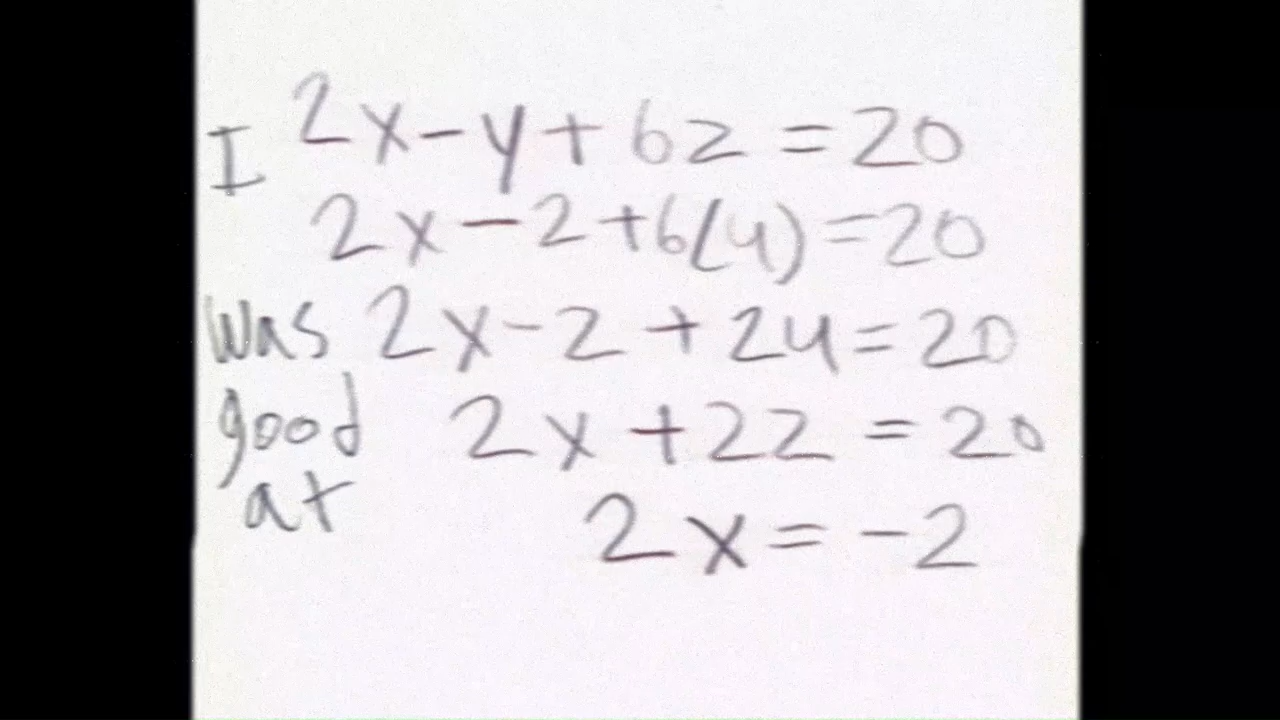 I 2x-y+6z=20
2x-2+6(4)=20
Was 2x-2+24=20
good 2x+22=20
at 2x=-2